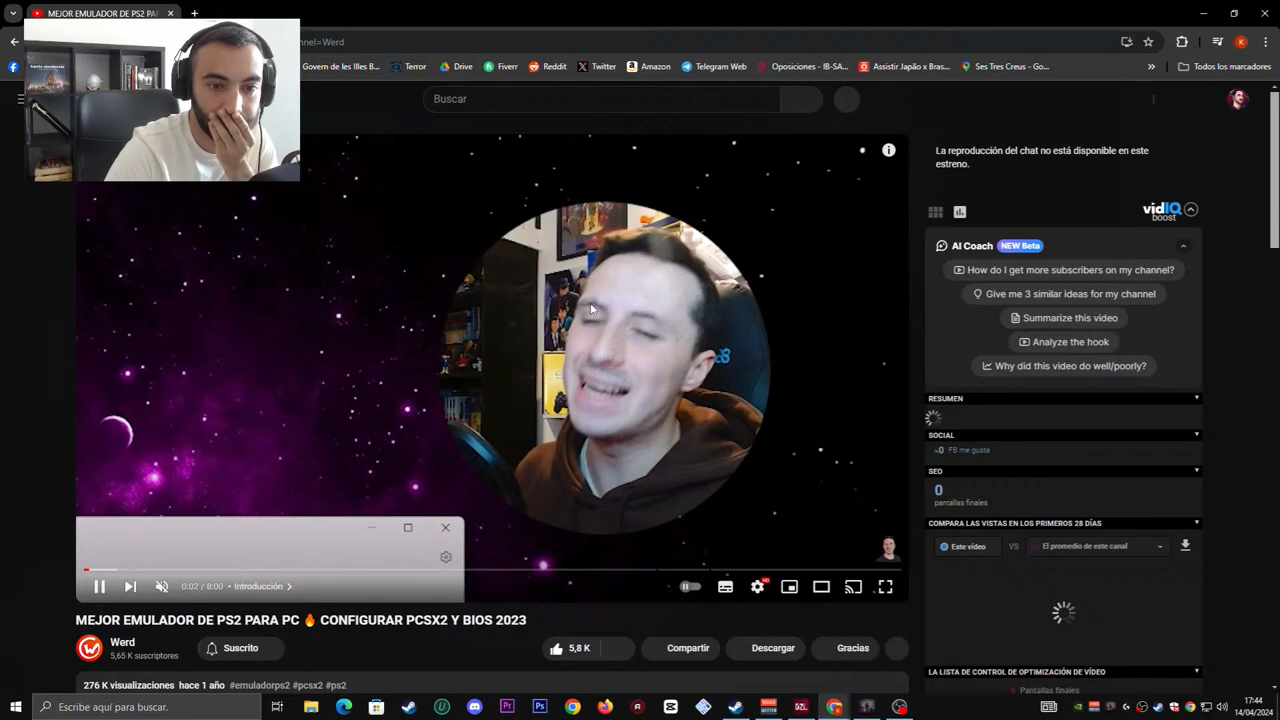 MEJOR EMULADOR DE PS2 PA
nnel=Werd
Govern de les Illes B...
Terror
Drive
Fiverr
Reddit
Twitter
Amazon
Telegram Web
Oposiciones - IB-SA...
Assistir Jogo do Bras...
Ses Tres Creus - Go...
Todos los marcadores
Buscar
La reproducción del chat no está disponible en este
estreno.
vidIQ
boost
AI Coach NEW Beta
How do I get more subscribers on my channel?
Give me 3 similar ideas for my channel
Summarize this video
Analyze the hook
Why did this video do well/poorly?
RESUMEN
SOCIAL
0 FB me gusta
SEO
0
pantallas finales
COMPARA LAS VISTAS EN LOS PRIMEROS 28 DÍAS
Este vídeo VS El promedio de este canal
0:02 / 8:00 • Introducción
HD
MEJOR EMULADOR DE PS2 PARA PC 🔥 CONFIGURAR PCSX2 Y BIOS 2023
Werd
5,65 K suscriptores
Suscrito
5,8 K
Compartir
Descargar
Gracias
276 K visualizaciones hace 1 año #emuladorps2 #pcsx2 #ps2
LA LISTA DE CONTROL DE OPTIMIZACIÓN DE VÍDEO
Pantallas finales
Escribe aquí para buscar.
17:44
14/04/2024